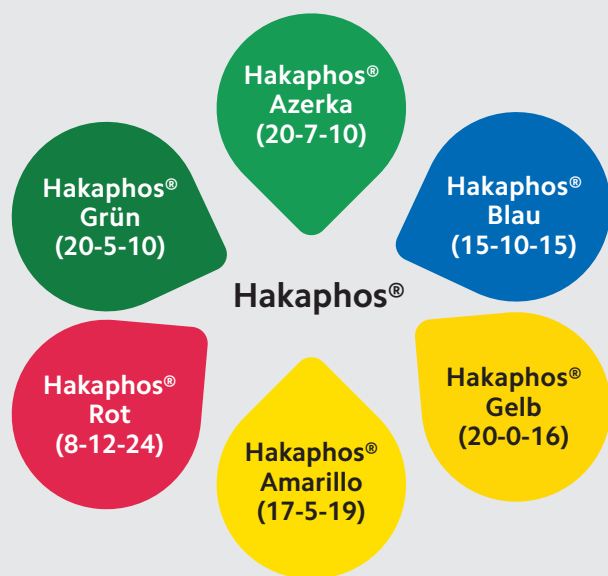 Hakaphos®
Azerka
(20-7-10)
Hakaphos®
Grün
(20-5-10)
Hakaphos®
Blau
(15-10-15)
Hakaphos®
Hakaphos®
Rot
(8-12-24)
Hakaphos®
Gelb
(20-0-16)
Hakaphos®
Amarillo
(17-5-19)